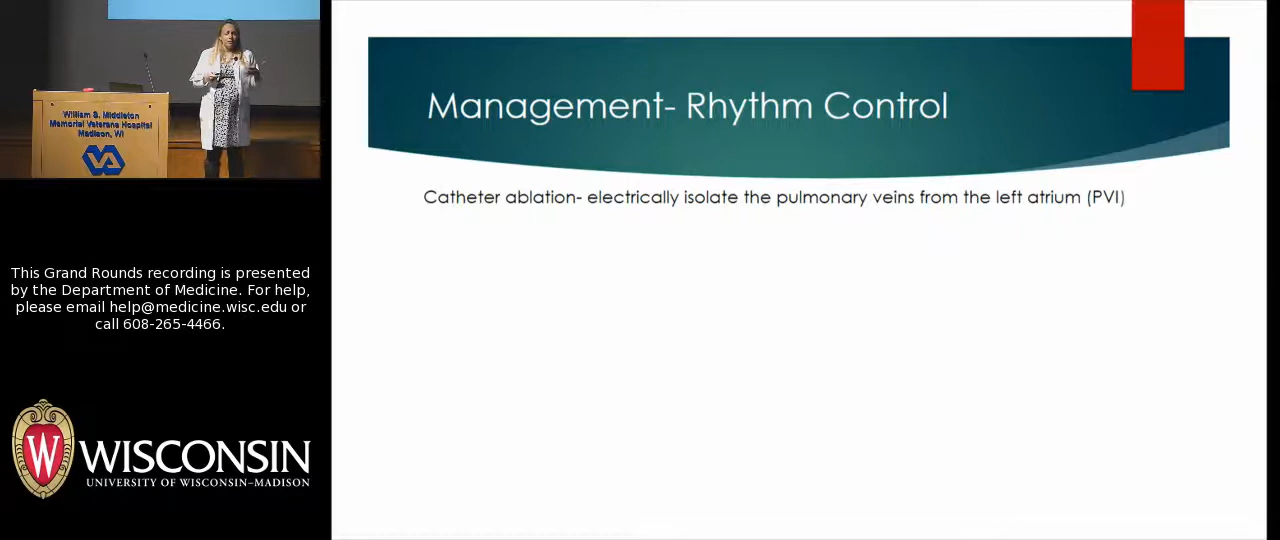 William S. Middleton
Memorial Veterans Hospital
Madison, WI
VA
This Grand Rounds recording is presented
by the Department of Medicine. For help,
please email help@medicine.wisc.edu or
call 608-265-4466.
W
WISCONSIN
UNIVERSITY OF WISCONSIN–MADISON
Management- Rhythm Control
Catheter ablation- electrically isolate the pulmonary veins from the left atrium (PVI)